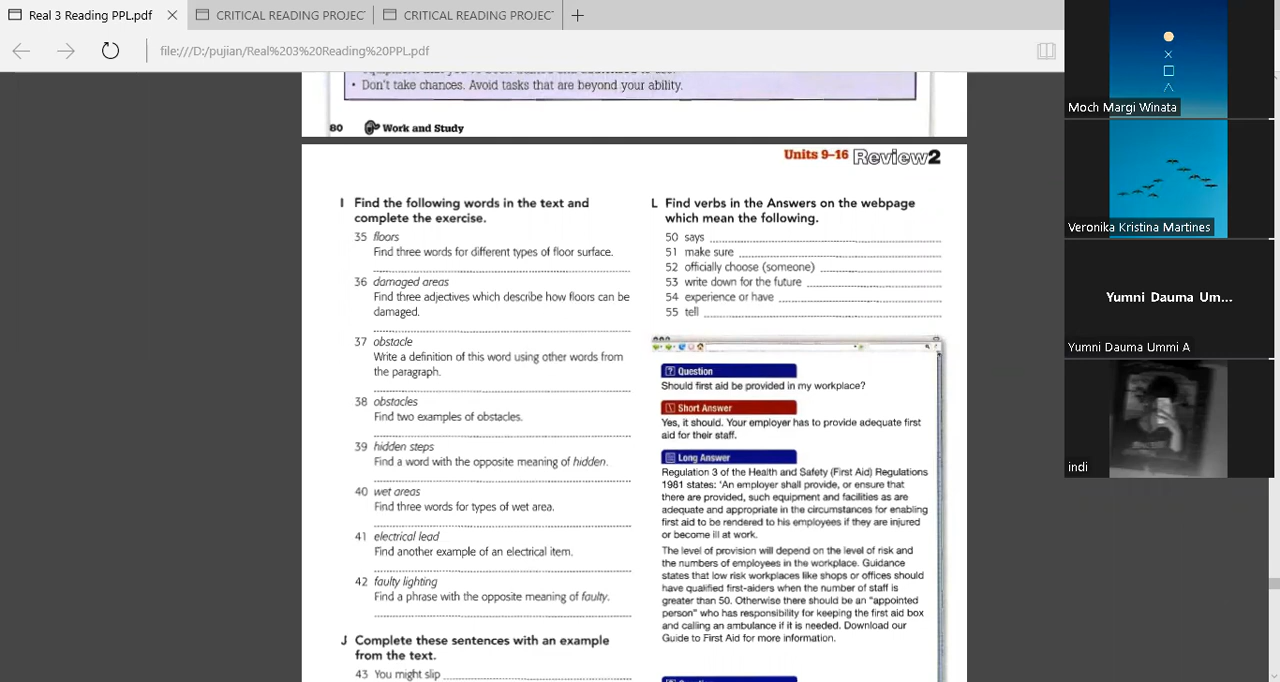 Real 3 Reading PPL.pdf
CRITICAL READING PROJEC
CRITICAL READING PROJEC
file:///D:/pujian/Real%203%20Reading%20PPL.pdf
• Don't take chances. Avoid tasks that are beyond your ability.
80 Work and Study
Units 9–16 Review2
I Find the following words in the text and
complete the exercise.
35 floors
Find three words for different types of floor surface.
36 damaged areas
Find three adjectives which describe how floors can be
damaged.
37 obstacle
Write a definition of this word using other words from
the paragraph.
38 obstacles
Find two examples of obstacles.
39 hidden steps
Find a word with the opposite meaning of hidden.
40 wet areas
Find three words for types of wet area.
41 electrical lead
Find another example of an electrical item.
42 faulty lighting
Find a phrase with the opposite meaning of faulty.
J Complete these sentences with an example
from the text.
43 You might slip
L Find verbs in the Answers on the webpage
which mean the following.
50 says
51 make sure
52 officially choose (someone)
53 write down for the future
54 experience or have
55 tell
? Question
Should first aid be provided in my workplace?
Short Answer
Yes, it should. Your employer has to provide adequate first
aid for their staff.
Long Answer
Regulation 3 of the Health and Safety (First Aid) Regulations
1981 states: 'An employer shall provide, or ensure that
there are provided, such equipment and facilities as are
adequate and appropriate in the circumstances for enabling
first aid to be rendered to his employees if they are injured
or become ill at work.
The level of provision will depend on the level of risk and
the numbers of employees in the workplace. Guidance
states that low risk workplaces like shops or offices should
have qualified first-aiders when the number of staff is
greater than 50. Otherwise there should be an "appointed
person" who has responsibility for keeping the first aid box
and calling an ambulance if it is needed. Download our
Guide to First Aid for more information.
Moch Margi Winata
Veronika Kristina Martines
Yumni Dauma Um...
Yumni Dauma Ummi A
indi